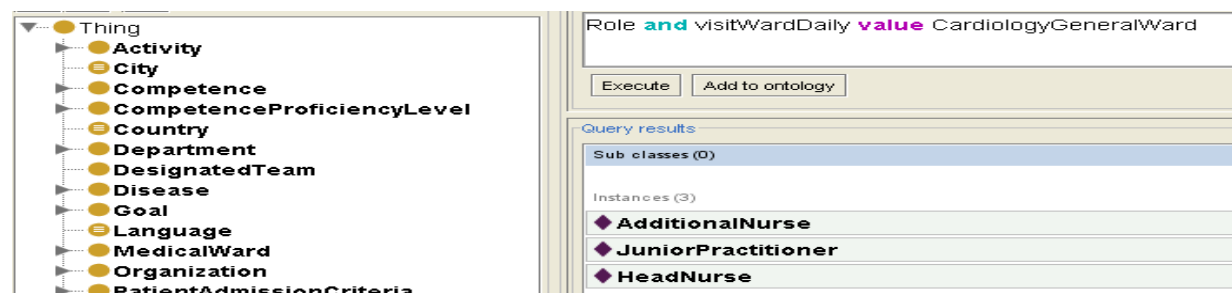 Thing
Activity
City
Competence
CompetenceProficiencyLevel
Country
Department
DesignatedTeam
Disease
Goal
Language
MedicalWard
Organization
PatientAdmissionCriteria
Role and visitWardDaily value CardiologyGeneralWard
Execute Add to ontology
Query results
Sub classes (0)
Instances (3)
AdditionalNurse
JuniorPractitioner
HeadNurse